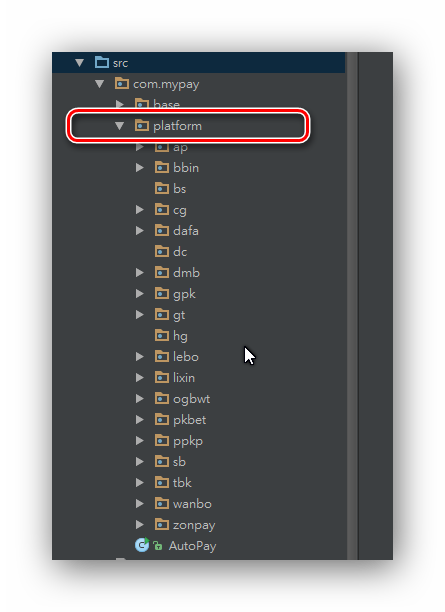 src
com.mypay
base
platform
ap
bbin
bs
cg
dafa
dc
dmb
gpk
gt
hg
lebo
lixin
ogbwt
pkbet
ppkp
sb
tbk
wanbo
zonpay
AutoPay